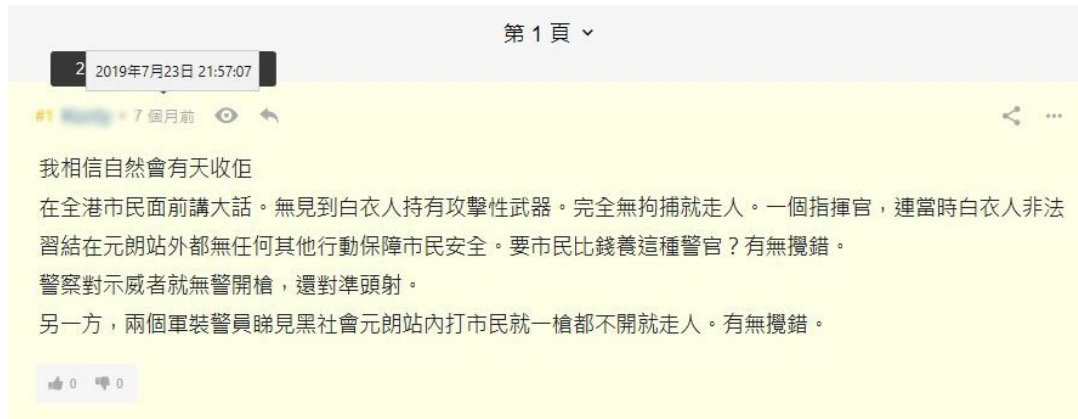 第 1 頁
2
2019年7月23日 21:57:07
#1 • 7 個月前
我相信自然會有天收佢
在全港市民面前講大話。無見到白衣人持有攻擊性武器。完全無拘捕就走人。一個指揮官，連當時白衣人非法
習結在元朗站外都無任何其他行動保障市民安全。要市民比錢養這種警官？有無攪錯。
警察對示威者就無警開槍，還對準頭射。
另一方，兩個軍裝警員睇見黑社會元朗站內打市民就一槍都不開就走人。有無攪錯。
0 0